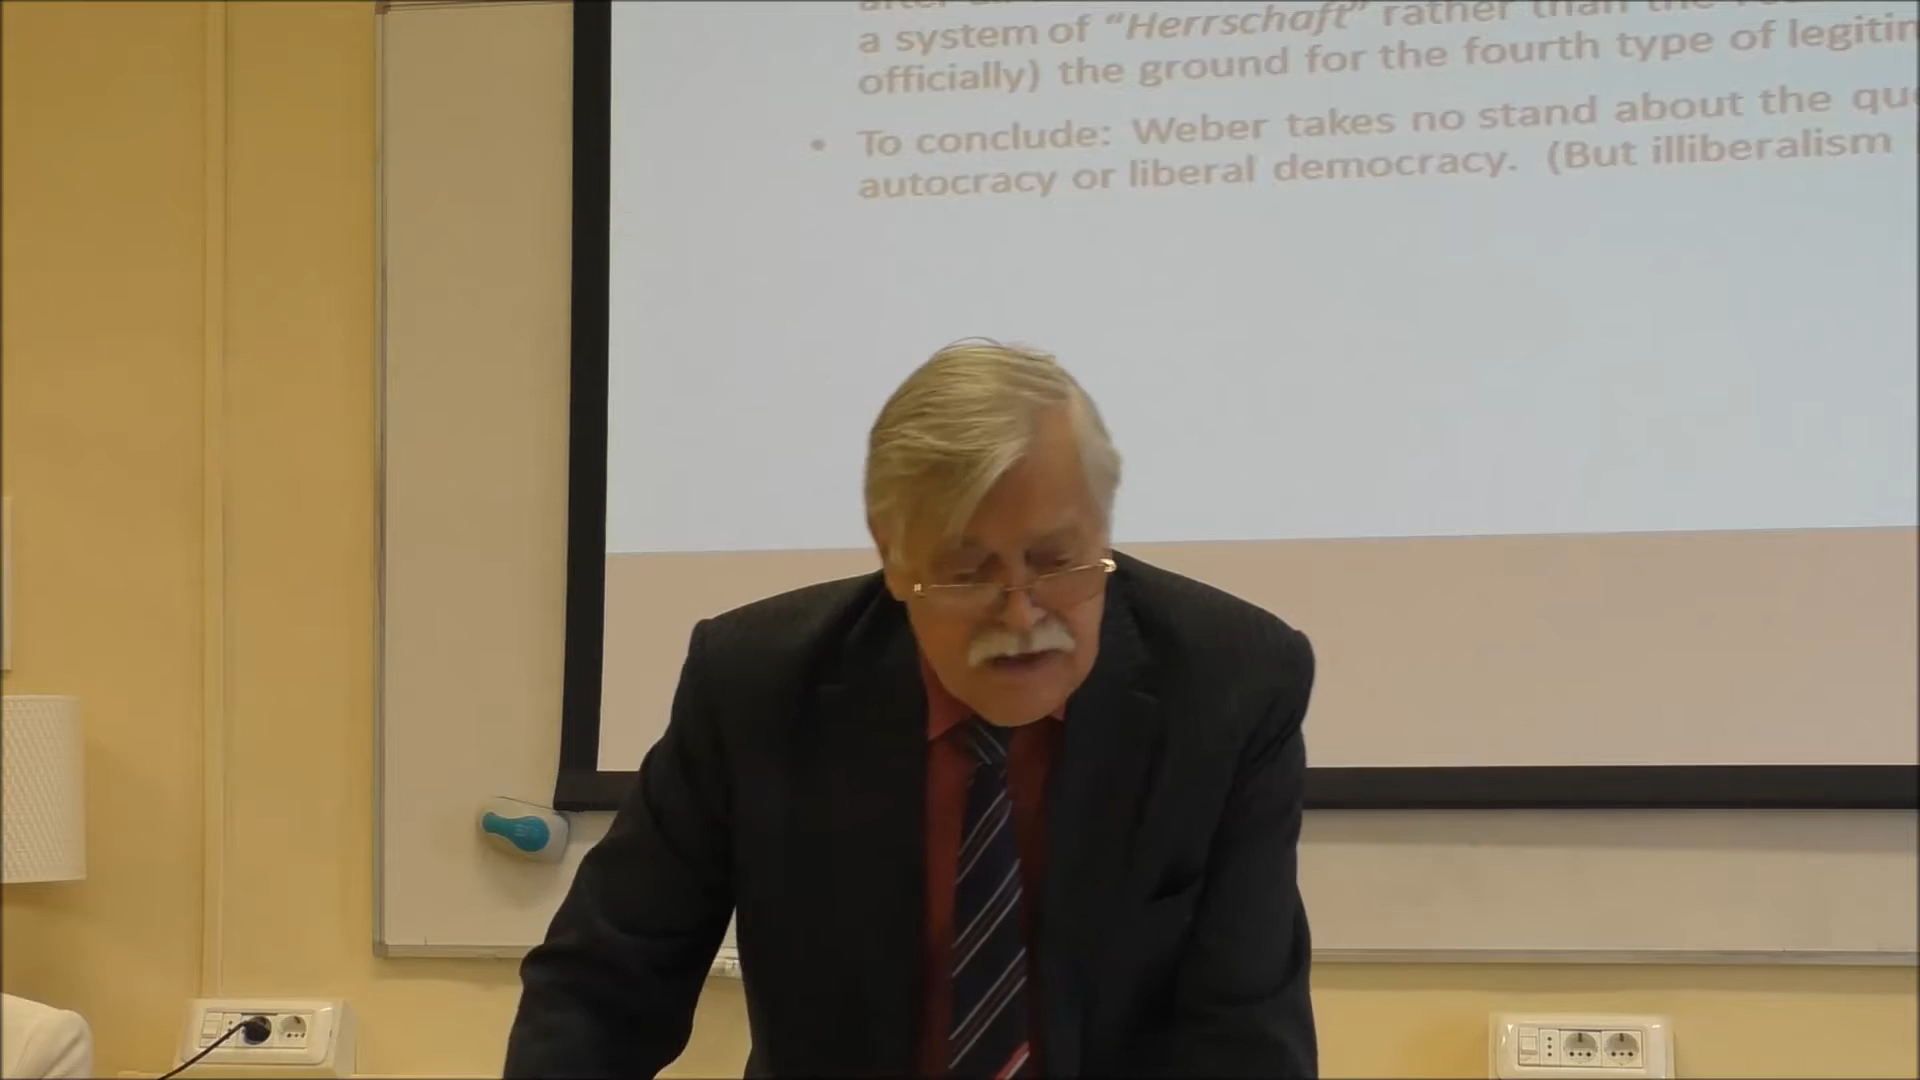 a system of “Herrschaft” rather than the
officially) the ground for the fourth type of
• To conclude: Weber takes no stand about the
autocracy or liberal democracy. (But illiberalism